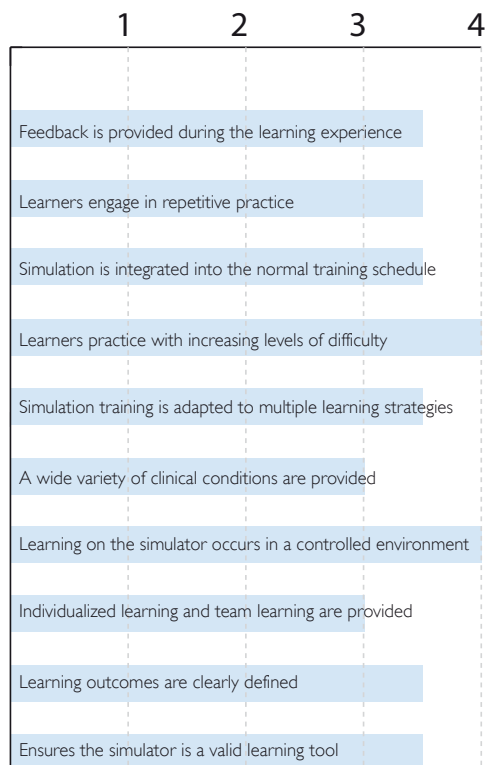 1 2 3 4
Feedback is provided during the learning experience
Learners engage in repetitive practice
Simulation is integrated into the normal training schedule
Learners practice with increasing levels of difficulty
Simulation training is adapted to multiple learning strategies
A wide variety of clinical conditions are provided
Learning on the simulator occurs in a controlled environment
Individualized learning and team learning are provided
Learning outcomes are clearly defined
Ensures the simulator is a valid learning tool